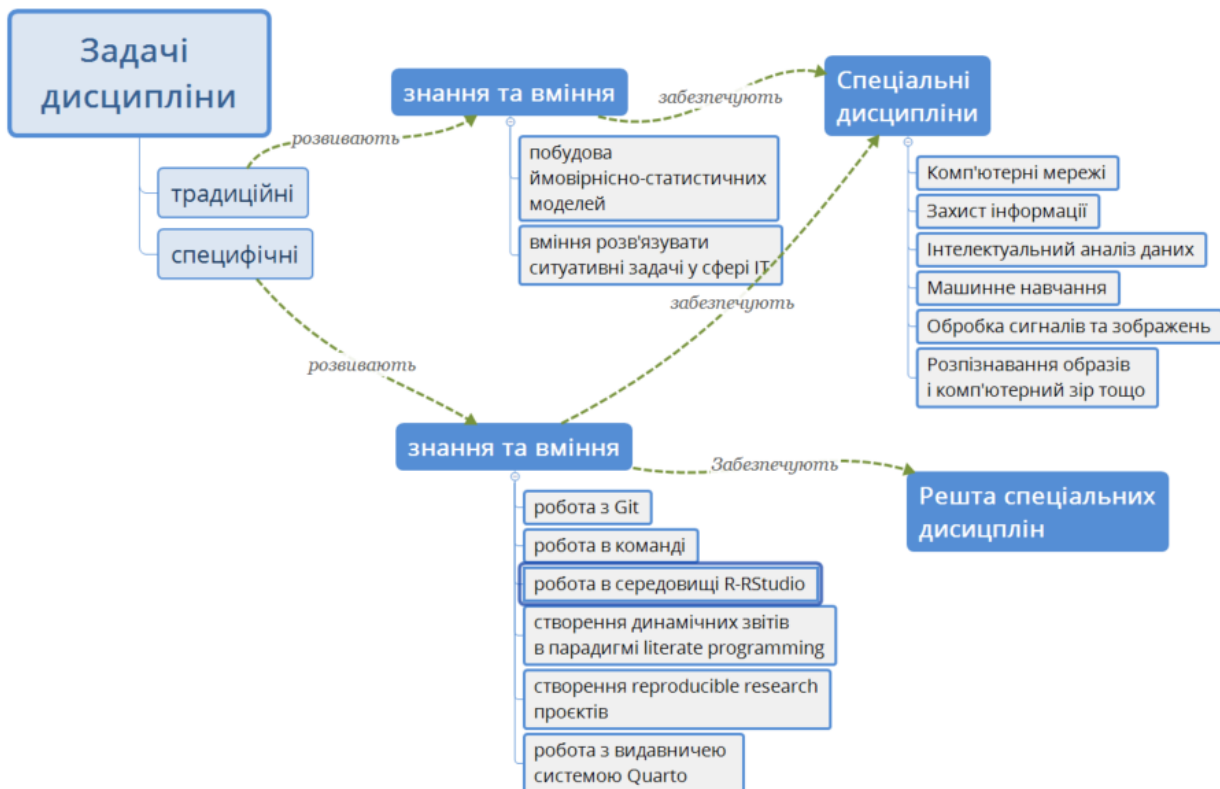 Задачі
дисципліни
традиційні
специфічні
розвивають
знання та вміння
побудова
ймовірнісно-статистичних
моделей
вміння розв'язувати
ситуативні задачі у сфері ІТ
забезпечують
Спеціальні
дисципліни
Комп'ютерні мережі
Захист інформації
Інтелектуальний аналіз даних
Машинне навчання
Обробка сигналів та зображень
Розпізнавання образів
і комп'ютерний зір тощо
забезпечують
розвивають
знання та вміння
робота з Git
робота в команді
робота в середовищі R-RStudio
створення динамічних звітів
в парадигмі literate programming
створення reproducible research
проєктів
робота з видавничею
системою Quarto
Забезпечують
Решта спеціальних
дисицплін